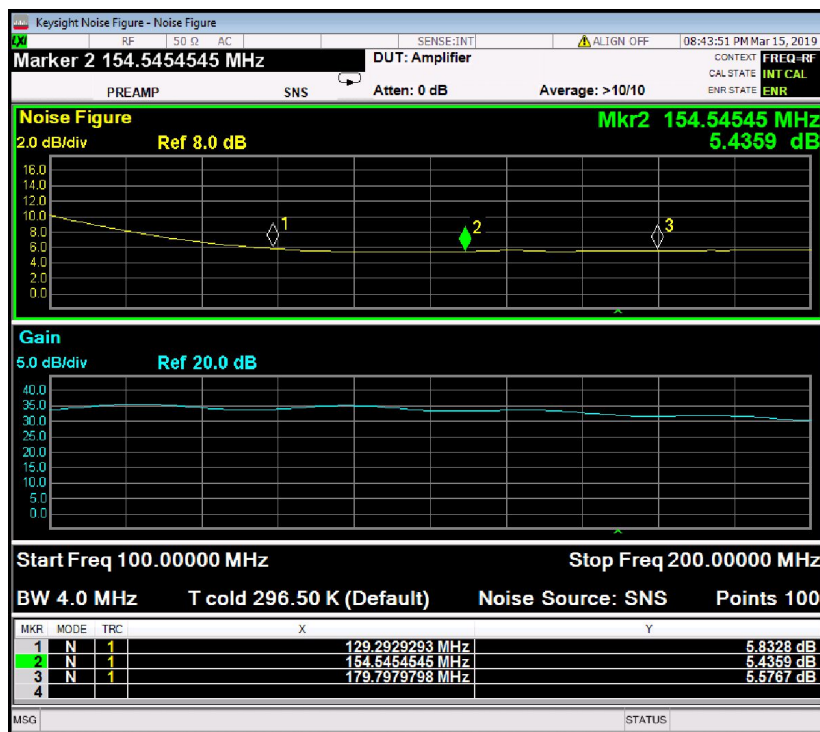 Keysight Noise Figure - Noise Figure
LXI RF 50 Ω AC SENSE:INT ALIGN OFF 08:43:51 PM Mar 15, 2019
Marker 2 154.5454545 MHz DUT: Amplifier CONTEXT FREQ=RF
CAL STATE INT CAL
PREAMP SNS Atten: 0 dB Average: >10/10 ENR STATE ENR
Noise Figure Mkr2 154.54545 MHz
2.0 dB/div Ref 8.0 dB 5.4359 dB
16.0
14.0
12.0
10.0
8.0
6.0
4.0
2.0
0.0
1
2
3
Gain
5.0 dB/div Ref 20.0 dB
40.0
35.0
30.0
25.0
20.0
15.0
10.0
5.0
0.0
Start Freq 100.00000 MHz Stop Freq 200.00000 MHz
BW 4.0 MHz T cold 296.50 K (Default) Noise Source: SNS Points 100
MKR MODE TRC X Y
1 N 1 129.2929293 MHz 5.8328 dB
2 N 1 154.5454545 MHz 5.4359 dB
3 N 1 179.7979798 MHz 5.5767 dB
4
MSG STATUS